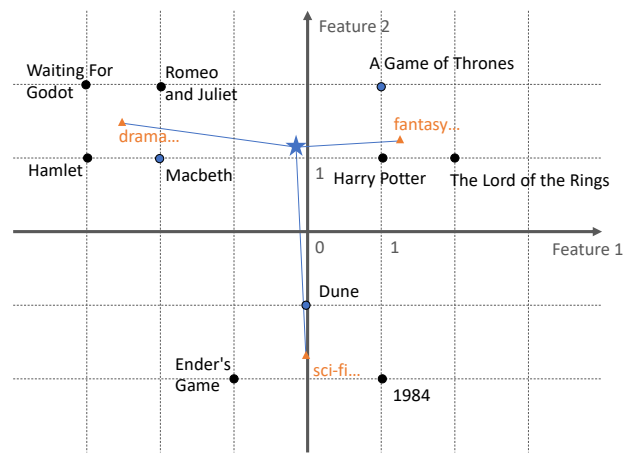 Feature 2
A Game of Thrones
Waiting For
Godot
Romeo
and Juliet
drama...
fantasy...
Hamlet
Macbeth
1
Harry Potter
The Lord of the Rings
0
1
Feature 1
Dune
Ender's
Game
sci-fi...
1984